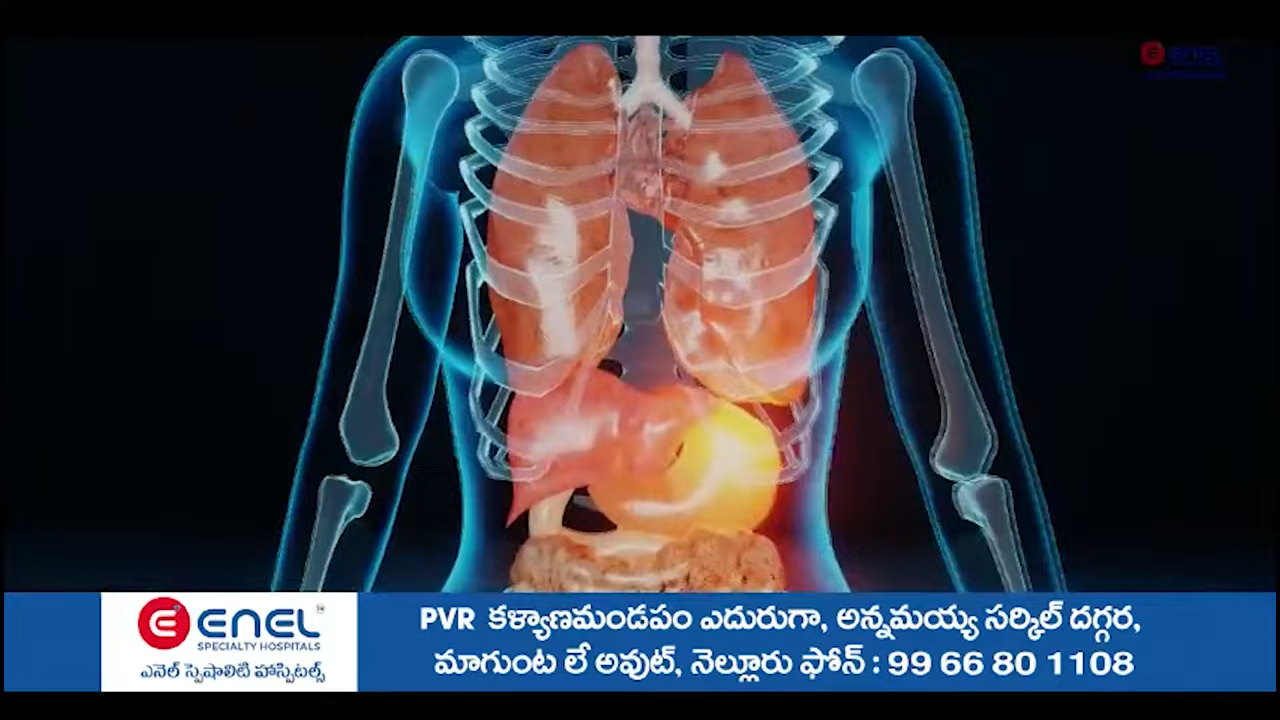 ENEL
ENEL
SPECIALTY HOSPITALS
ఎనెల్ స్పెషాలిటి హాస్పిటల్స్
PVR కళ్యాణమండపం ఎదురుగా, అన్నమయ్య సర్కిల్ దగ్గర,
మాగుంట లే అవుట్, నెల్లూరు ఫోన్ : 99 66 80 1108